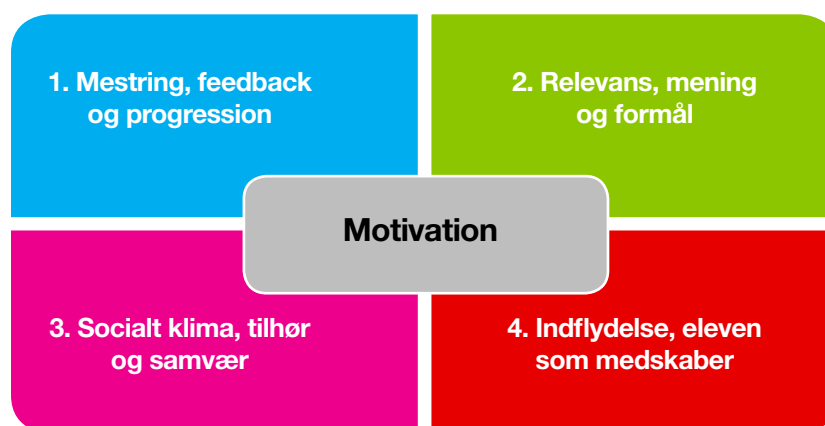 1. Mestring, feedback
og progression
2. Relevans, mening
og formål
Motivation
3. Socialt klima, tilhør
og samvær
4. Indflydelse, eleven
som medskaber